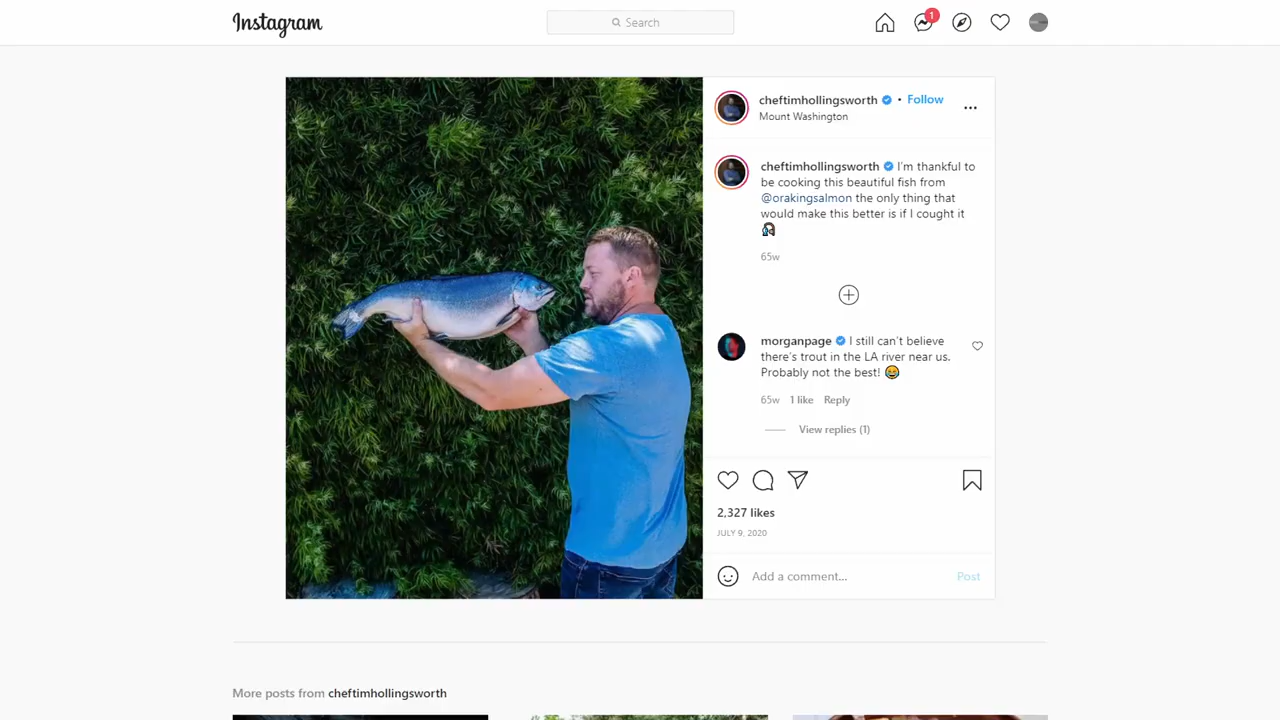 Instagram
Search
1
cheftimhollingsworth • Follow
Mount Washington
cheftimhollingsworth I'm thankful to
be cooking this beautiful fish from
@orakingsalmon the only thing that
would make this better is if I cought it
65w
morganpage I still can't believe
there's trout in the LA river near us.
Probably not the best! 😂
65w 1 like Reply
View replies (1)
2,327 likes
JULY 9, 2020
Add a comment... Post
More posts from cheftimhollingsworth